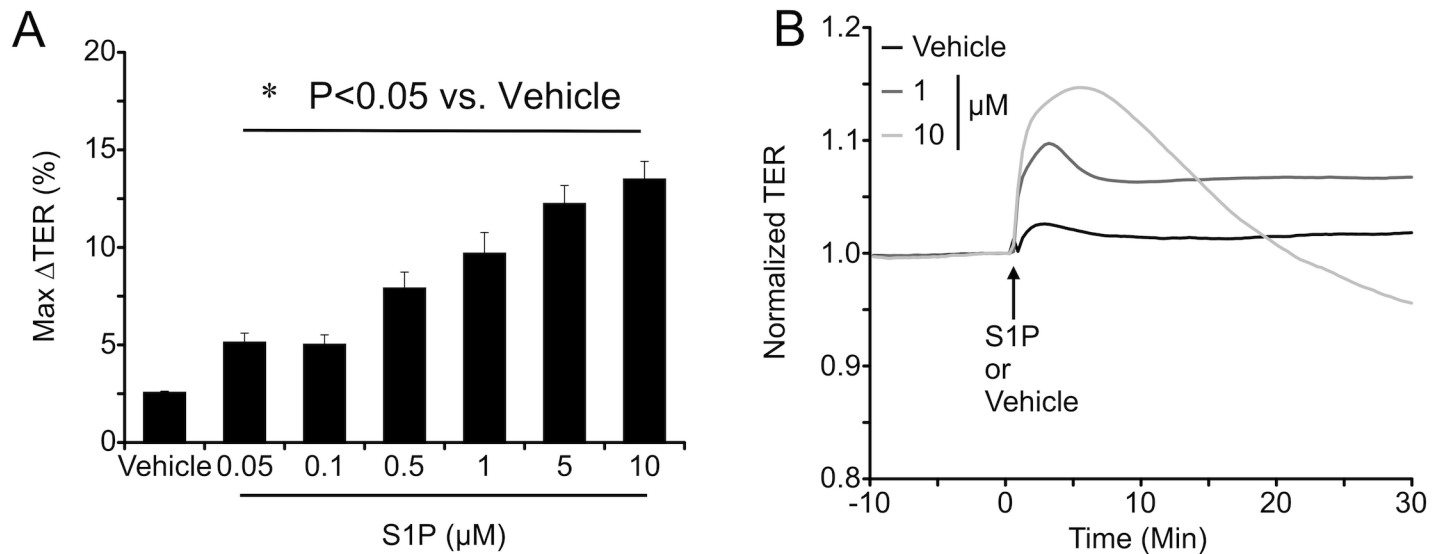 A
20
15
10
5
0
Max ΔTER (%)
* P<0.05 vs. Vehicle
Vehicle 0.05 0.1 0.5 1 5 10
S1P (µM)
B
1.2
1.1
1.0
0.9
0.8
Normalized TER
Vehicle
1
10
µM
S1P
or
Vehicle
-10 0 10 20 30
Time (Min)